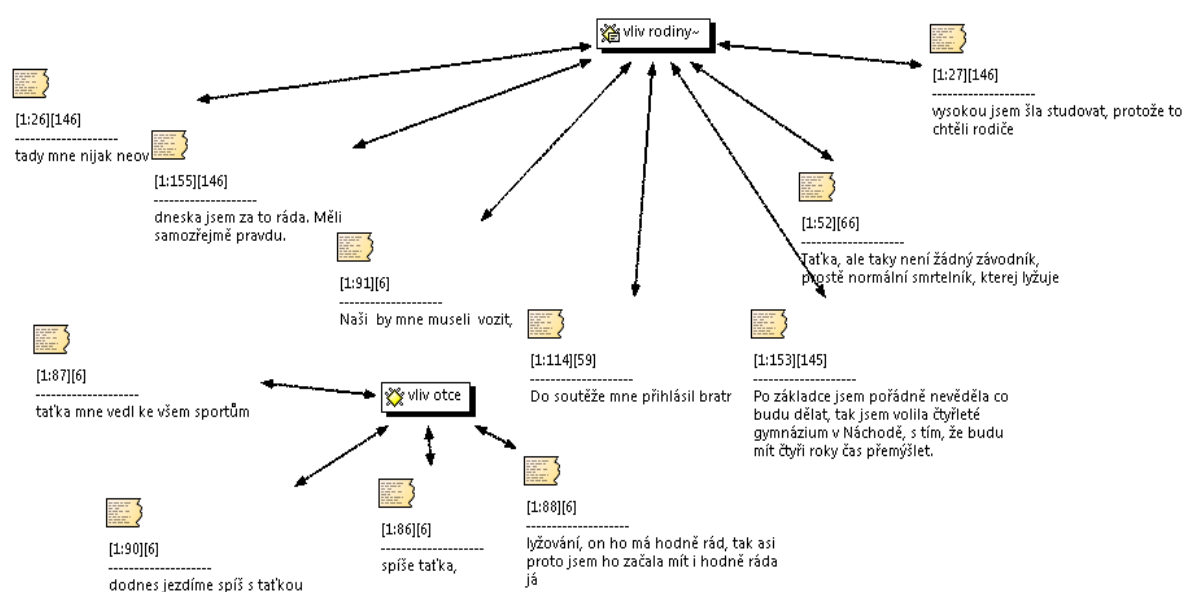 vliv rodiny~
[1:27][146]
--------------------
vysokou jsem šla studovat, protože to
chtěli rodiče
[1:26][146]
--------------------
tady mne nijak neov
[1:155][146]
--------------------
dneska jsem za to ráda. Měli
samozřejmě pravdu.
[1:52][66]
--------------------
Taťka, ale taky není žádný závodník,
prostě normální smrtelník, kterej lyžuje
[1:91][6]
--------------------
Naši by mne museli vozit,
[1:114][59]
--------------------
Do soutěže mne přihlásil bratr
[1:153][145]
--------------------
Po základce jsem pořádně nevěděla co
budu dělat, tak jsem volila čtyřleté
gymnázium v Náchodě, s tím, že budu
mít čtyři roky čas přemýšlet.
[1:87][6]
--------------------
taťka mne vedl ke všem sportům
vliv otce
[1:88][6]
--------------------
lyžování, on ho má hodně rád, tak asi
proto jsem ho začala mít i hodně ráda
já
[1:86][6]
--------------------
spíše taťka,
[1:90][6]
--------------------
dodnes jezdíme spíš s taťkou